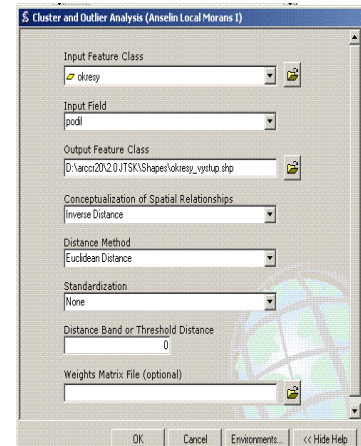 Cluster and Outlier Analysis (Anselin Local Morans I)
Input Feature Class
okresy
Input Field
podil
Output Feature Class
D:\arccr20\2.0 JTSK\Shapes\okresy_vystup.shp
Conceptualization of Spatial Relationships
Inverse Distance
Distance Method
Euclidean Distance
Standardization
None
Distance Band or Threshold Distance
0
Weights Matrix File (optional)
OK
Cancel
Environments...
<< Hide Help